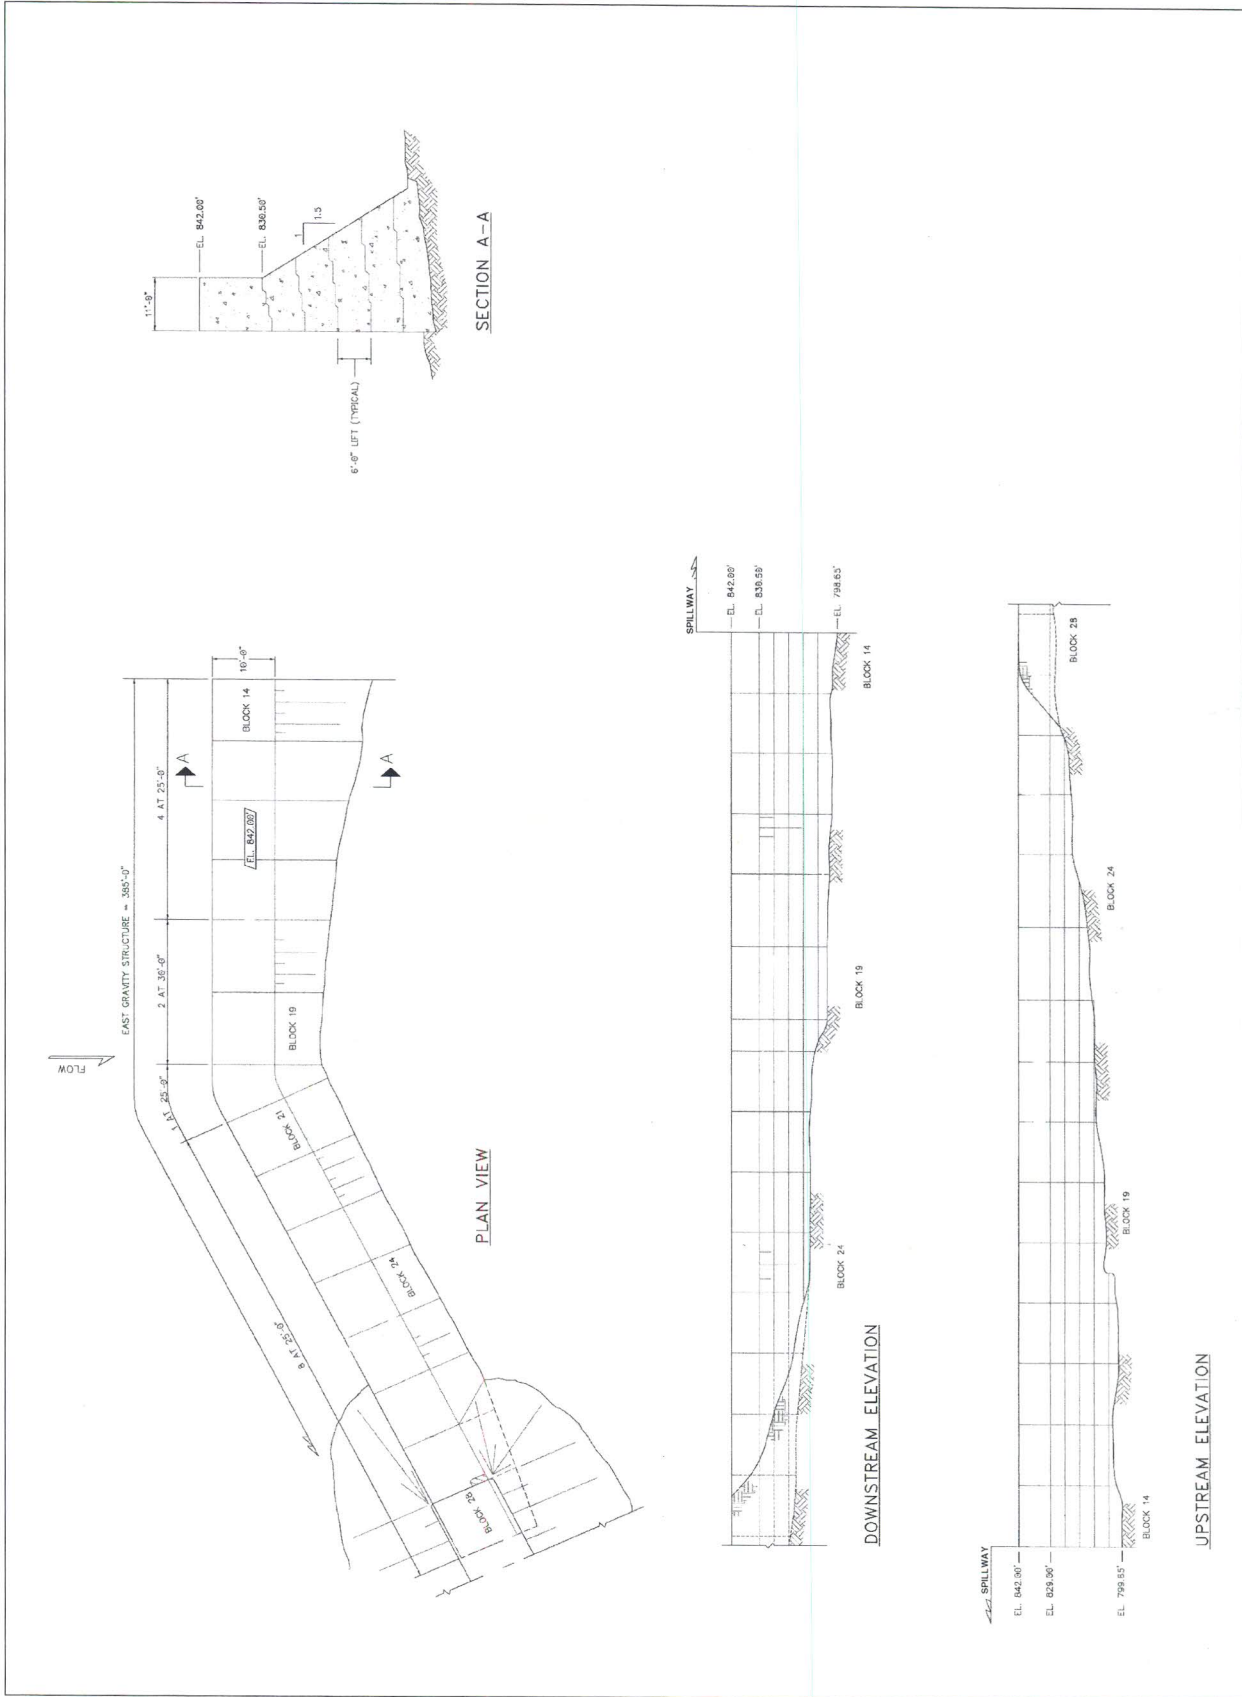 FLOW
EAST GRAVITY STRUCTURE = 385'-0"
4 AT 25'-0"
2 AT 30'-0"
1 AT 25'-0"
8 AT 25'-0"
10'-0"
BLOCK 14
EL. 842.00'
BLOCK 19
BLOCK 21
BLOCK 24
BLOCK 28
A
A
PLAN VIEW
11'-0"
EL. 842.00'
EL. 830.50'
1
1.5
6'-0" LIFT (TYPICAL)
SECTION A-A
SPILLWAY
EL. 842.00'
EL. 830.50'
EL. 798.65'
BLOCK 14
BLOCK 19
BLOCK 24
DOWNSTREAM ELEVATION
SPILLWAY
EL. 842.00'
EL. 829.00'
EL. 799.65'
BLOCK 14
BLOCK 19
BLOCK 24
BLOCK 28
UPSTREAM ELEVATION